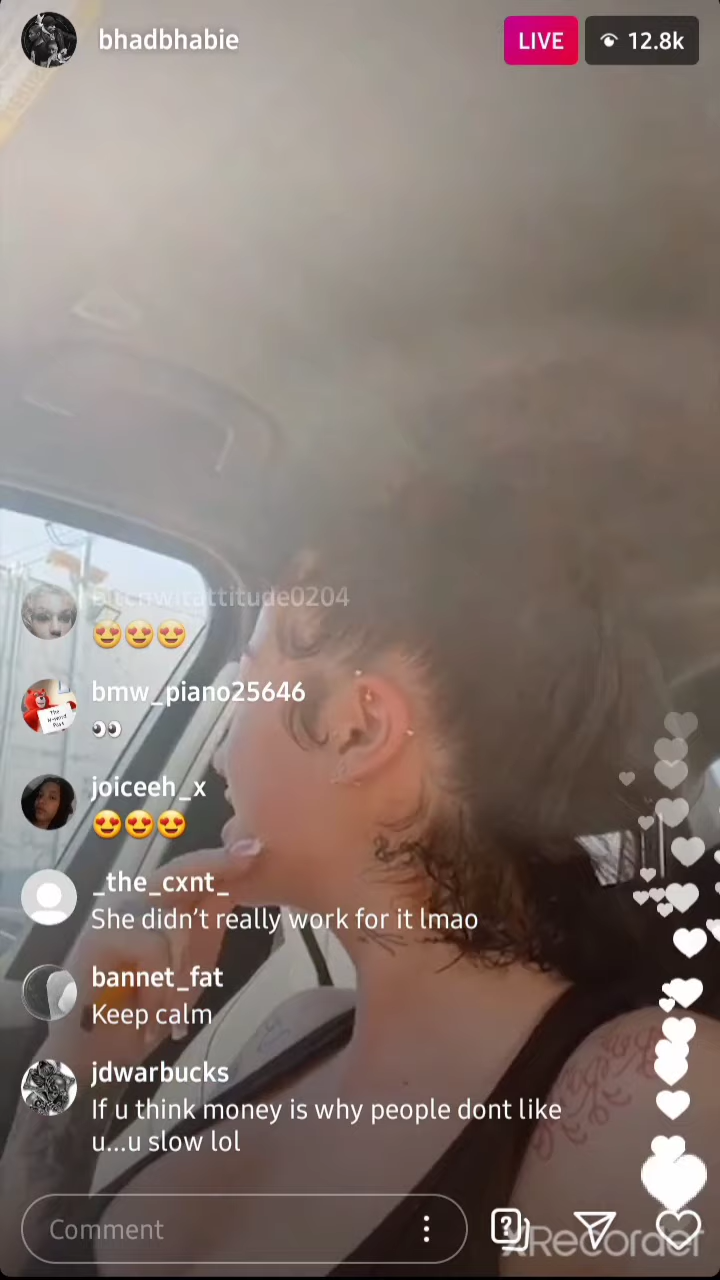 bhadbhabie
LIVE
12.8k
bitchwitattitude0204
😍😍😍
bmw_piano25646
👀
joiceeh_x
😍😍😍
_the_cxnt_
She didn’t really work for it lmao
bannet_fat
Keep calm
jdwarbucks
If u think money is why people dont like
u...u slow lol
Comment
XRecorder